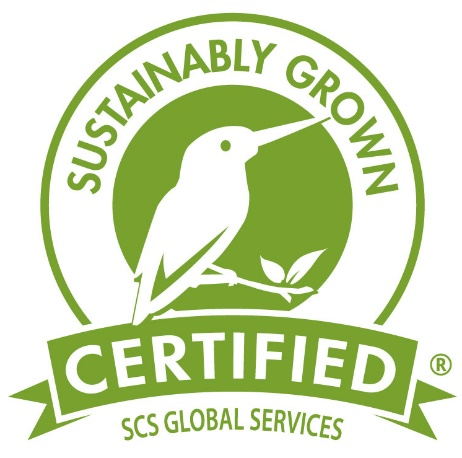 SUSTAINABLY GROWN
CERTIFIED ®
SCS GLOBAL SERVICES